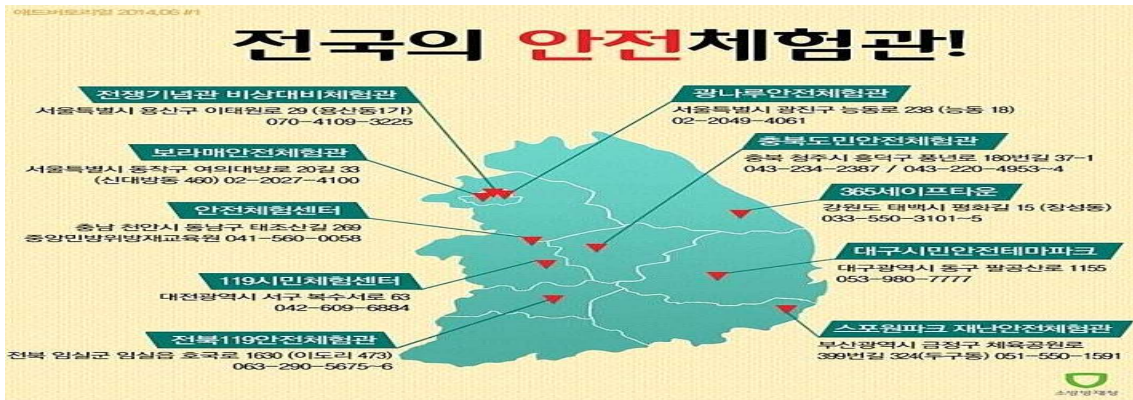 애드버토리얼 2014.06 #1
전국의 안전체험관!
전쟁기념관 비상대비체험관
서울특별시 용산구 이태원로 29 (용산동1가)
070-4109-3225
보라매안전체험관
서울특별시 동작구 여의대방로 20길 33
(신대방동 460) 02-2027-4100
안전체험센터
충남 천안시 동남구 태조산길 269
중앙민방위방재교육원 041-560-0058
119시민체험센터
대전광역시 서구 복수서로 63
042-609-6884
전북119안전체험관
전북 임실군 임실읍 호국로 1630 (이도리 473)
063-290-5675~6
광나루안전체험관
서울특별시 광진구 능동로 238 (능동 18)
02-2049-4061
충북도민안전체험관
충북 청주시 흥덕구 풍년로 180번길 37-1
043-234-2387 / 043-220-4953~4
365세이프타운
강원도 태백시 평화길 15 (장성동)
033-550-3101~5
대구시민안전테마파크
대구광역시 동구 팔공산로 1155
053-980-7777
스포원파크 재난안전체험관
부산광역시 금정구 체육공원로
399번길 324(두구동) 051-550-1591
소방방재청